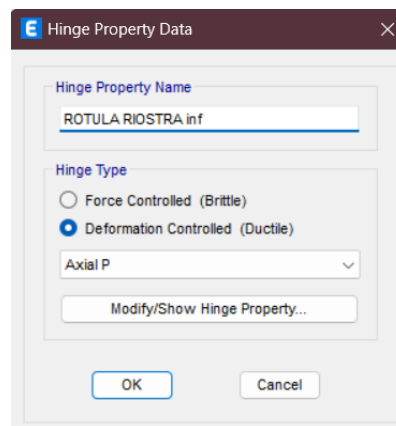 E Hinge Property Data
Hinge Property Name
ROTULA RIOSTRA inf
Hinge Type
Force Controlled (Brittle)
Deformation Controlled (Ductile)
Axial P
Modify/Show Hinge Property...
OK Cancel